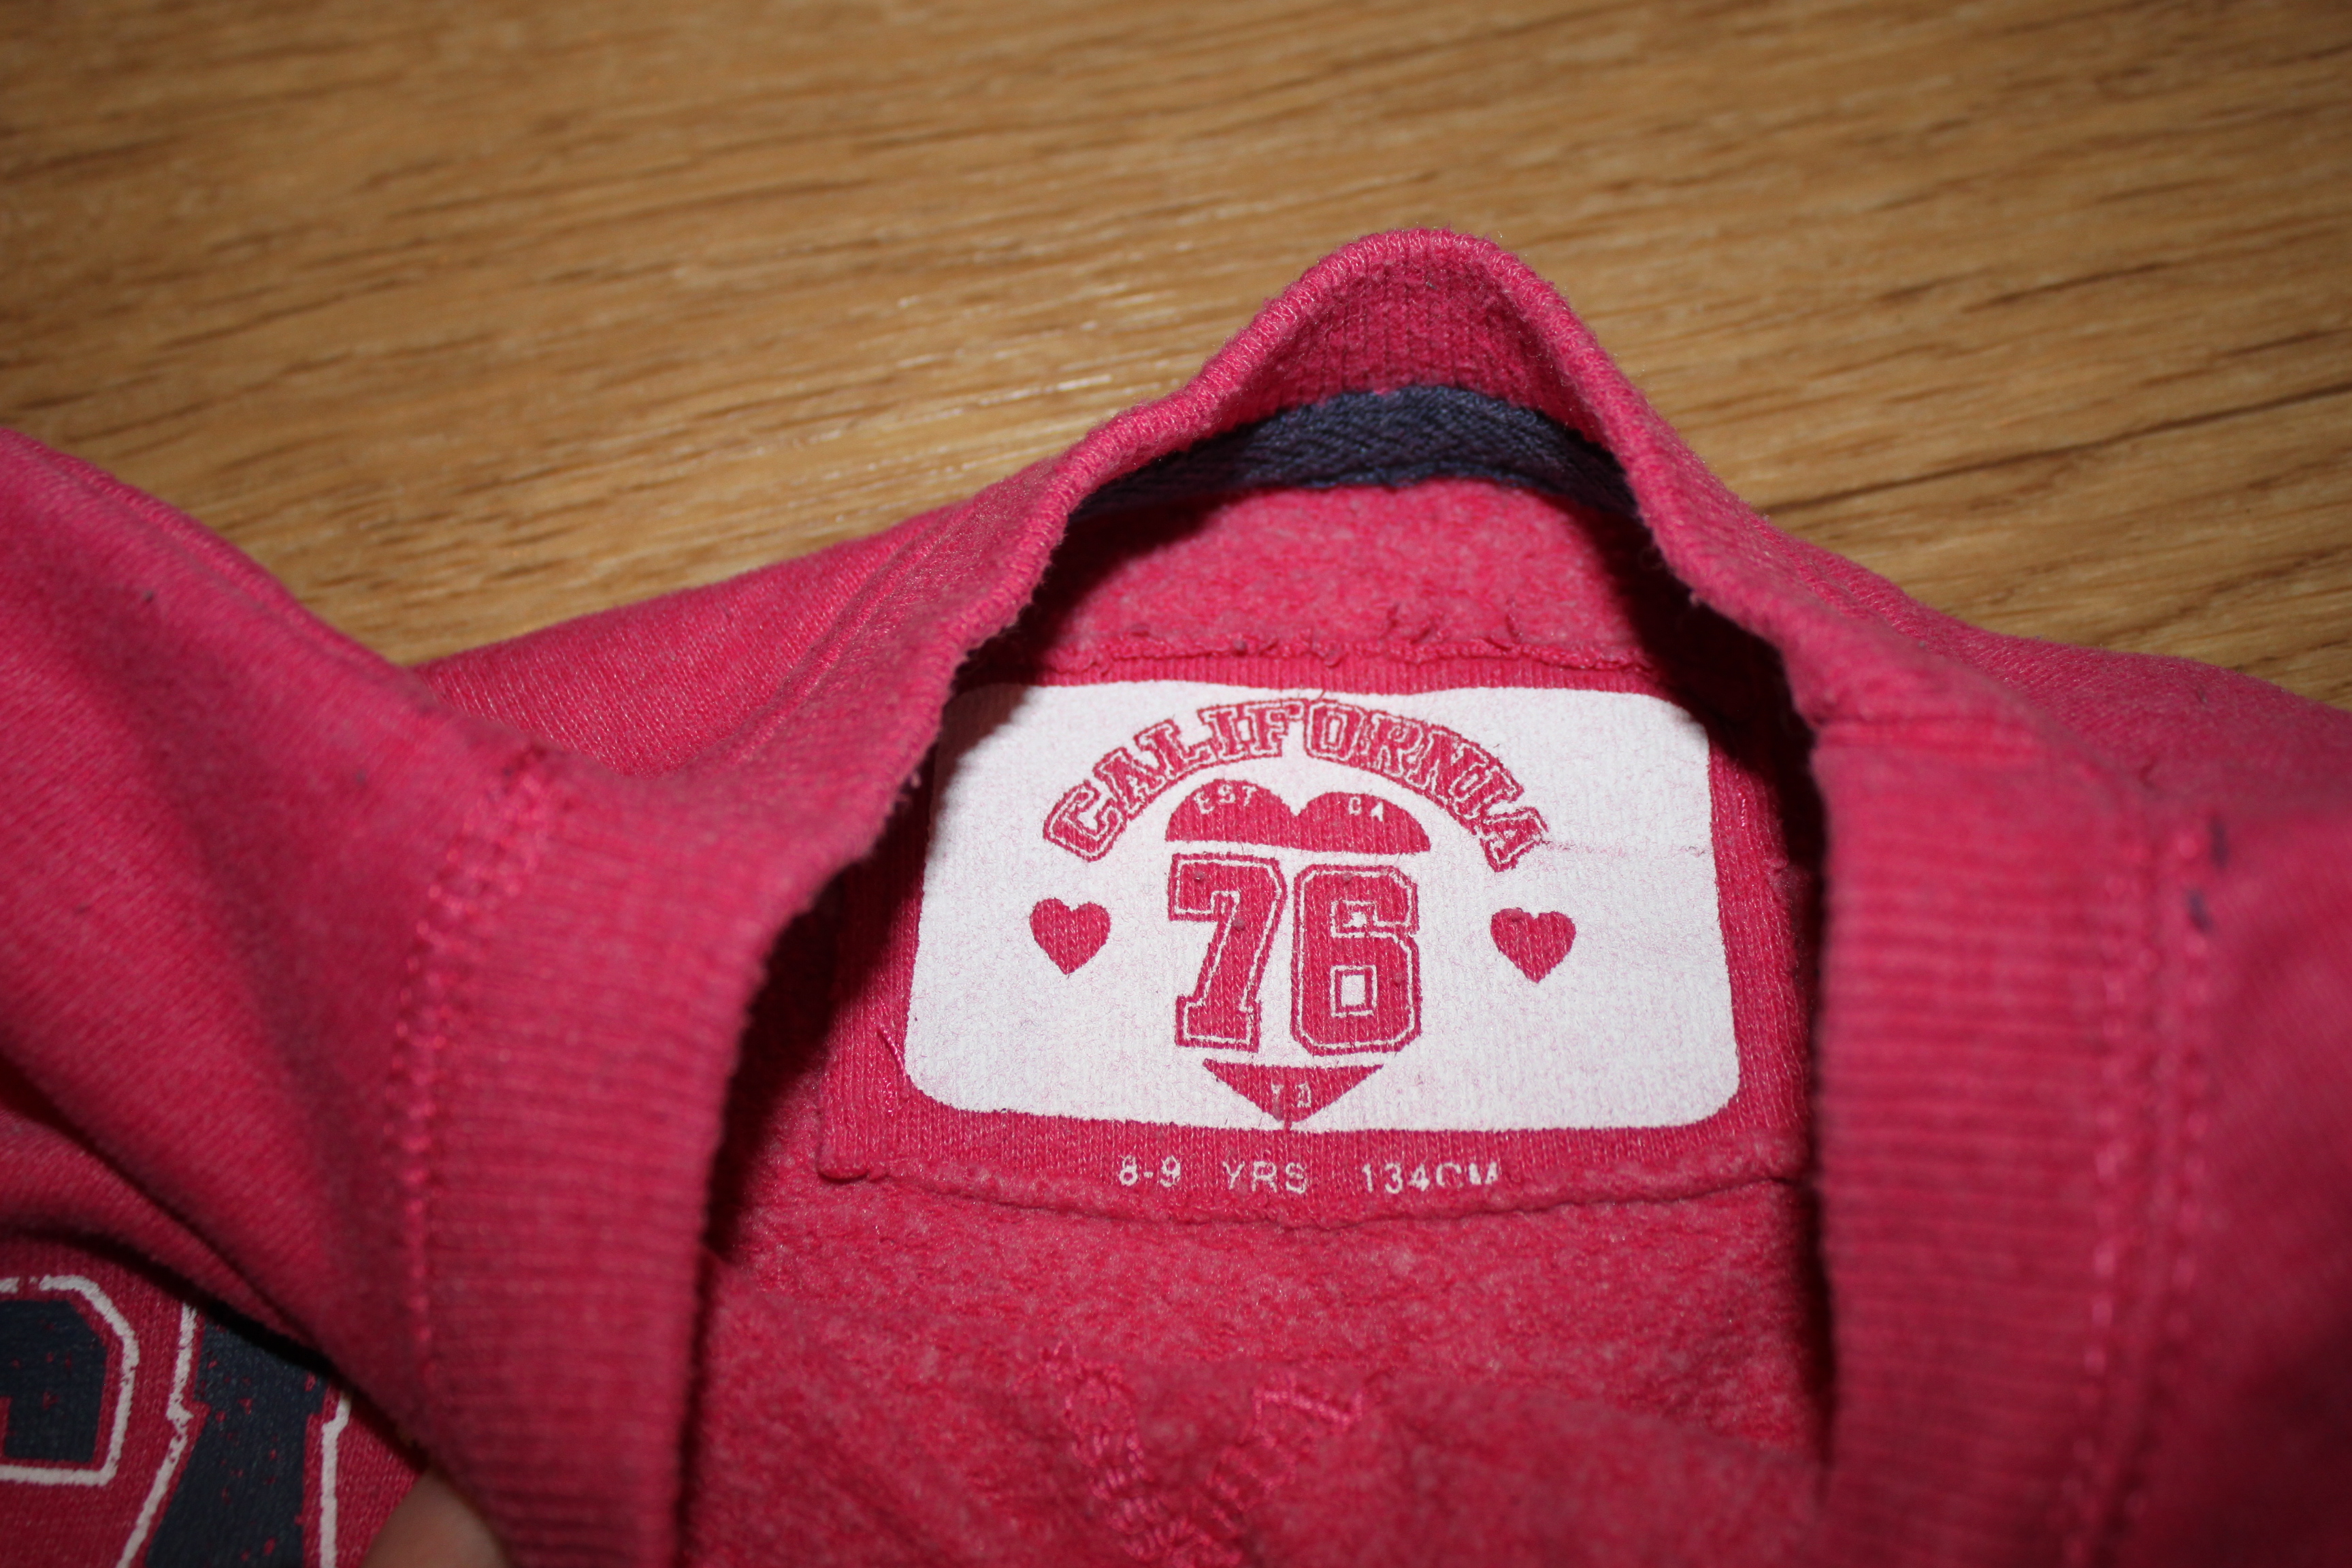 CALIFORNIA
EST CA
76
8-9 YRS 134CM